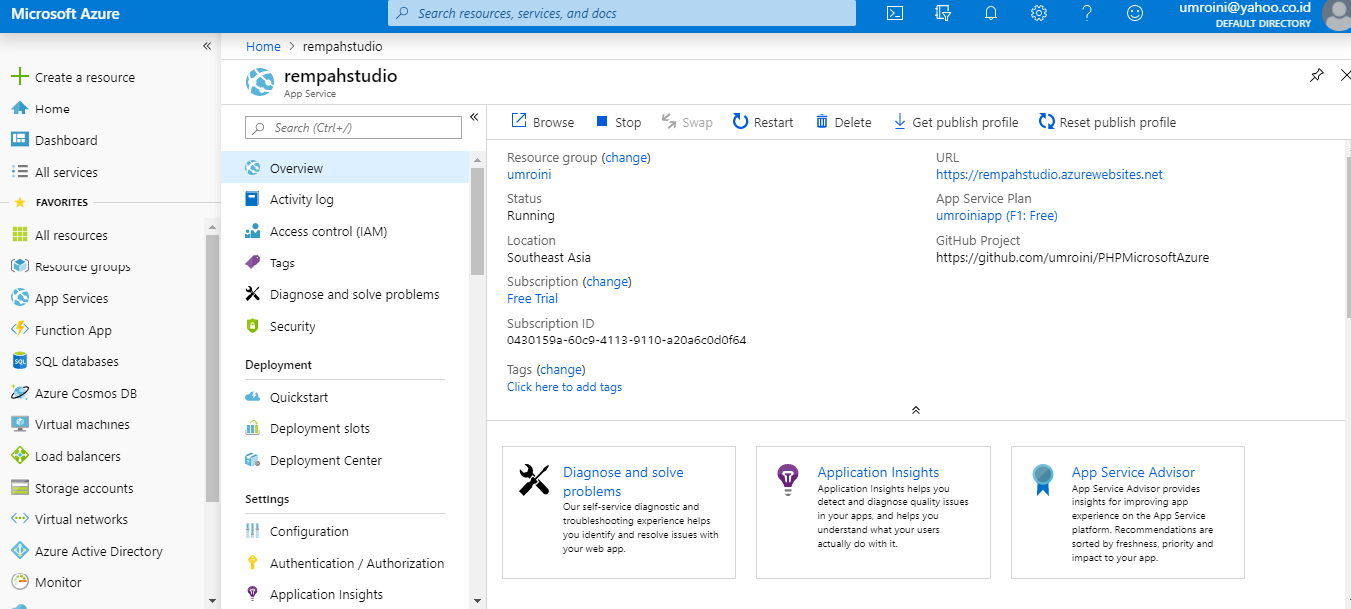 Microsoft Azure
Search resources, services, and docs
umroini@yahoo.co.id
DEFAULT DIRECTORY
Create a resource
Home
Dashboard
All services
FAVORITES
All resources
Resource groups
App Services
Function App
SQL databases
Azure Cosmos DB
Virtual machines
Load balancers
Storage accounts
Virtual networks
Azure Active Directory
Monitor
Home > rempahstudio
rempahstudio
App Service
Search (Ctrl+/)
Overview
Activity log
Access control (IAM)
Tags
Diagnose and solve problems
Security
Deployment
Quickstart
Deployment slots
Deployment Center
Settings
Configuration
Authentication / Authorization
Application Insights
Browse Stop Swap Restart Delete Get publish profile Reset publish profile
Resource group (change)
umroini
Status
Running
Location
Southeast Asia
Subscription (change)
Free Trial
Subscription ID
0430159a-60c9-4113-9110-a20a6c0d0f64
Tags (change)
Click here to add tags
URL
https://rempahstudio.azurewebsites.net
App Service Plan
umroiniapp (F1: Free)
GitHub Project
https://github.com/umroini/PHPMicrosoftAzure
Diagnose and solve
problems
Our self-service diagnostic and
troubleshooting experience helps
you identify and resolve issues with
your web app.
Application Insights
Application Insights helps you
detect and diagnose quality issues
in your apps, and helps you
understand what your users
actually do with it.
App Service Advisor
App Service Advisor provides
insights for improving app
experience on the App Service
platform. Recommendations are
sorted by freshness, priority and
impact to your app.